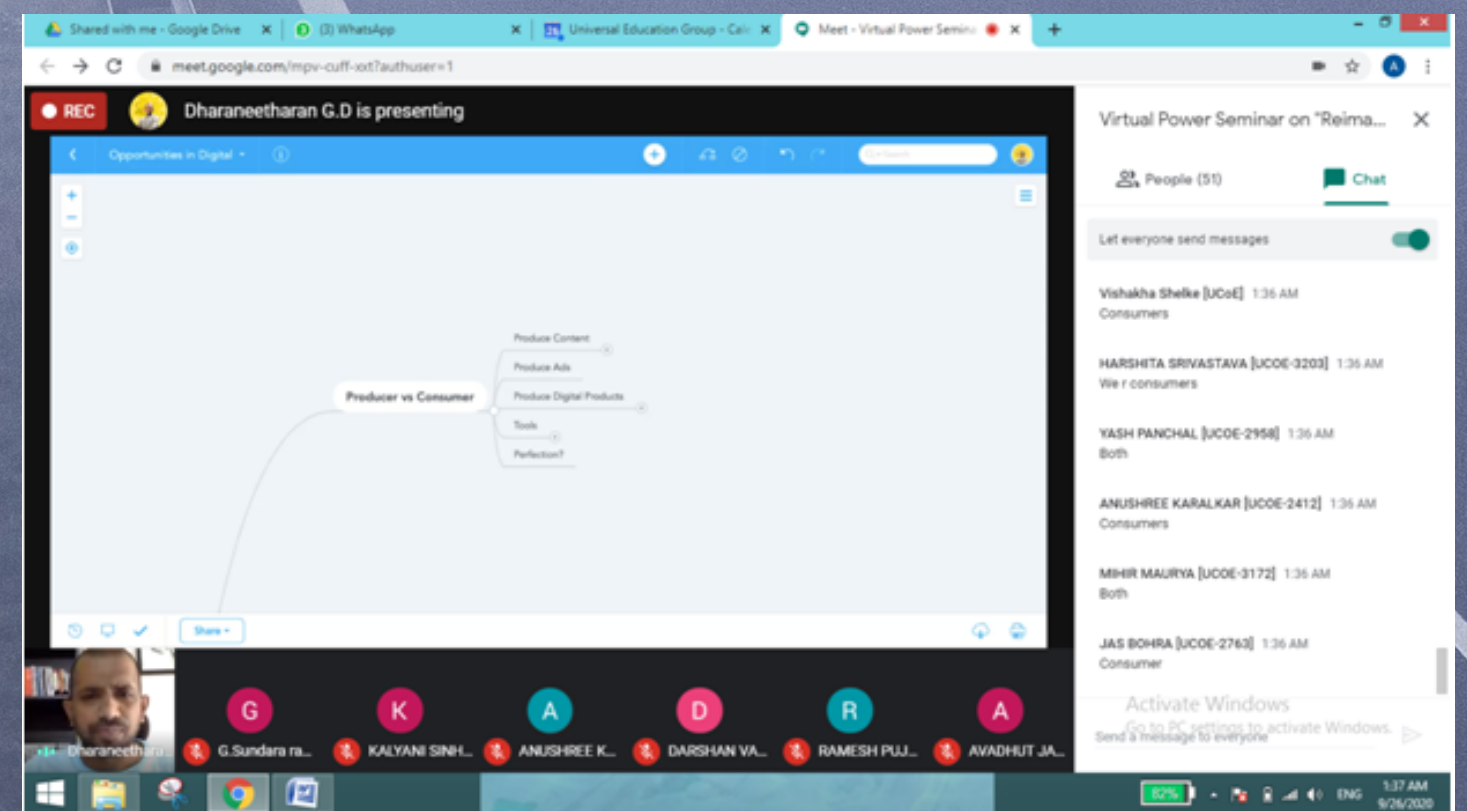 Shared with me - Google Drive
(3) WhatsApp
Universal Education Group - Cale
Meet - Virtual Power Semina
meet.google.com/mpv-cuff-xxt?authuser=1
A
REC
Dharaneetharan G.D is presenting
Opportunities in Digital
Search
Producer vs Consumer
Produce Content
Produce Ads
Produce Digital Products
Tools
Perfection?
Share
Dharaneethara...
G
G.Sundara ra...
K
KALYANI SINH...
A
ANUSHREE K...
D
DARSHAN VA...
R
RAMESH PUJ...
A
AVADHUT JA...
Virtual Power Seminar on "Reima...
People (51)
Chat
Let everyone send messages
Vishakha Shelke [UCoE] 1:36 AM
Consumers
HARSHITA SRIVASTAVA [UCOE-3203] 1:36 AM
We r consumers
YASH PANCHAL [UCOE-2958] 1:36 AM
Both
ANUSHREE KARALKAR [UCOE-2412] 1:36 AM
Consumers
MIHIR MAURYA [UCOE-3172] 1:36 AM
Both
JAS BOHRA [UCOE-2763] 1:36 AM
Consumer
Activate Windows
Go to PC settings to activate Windows.
Send a message to everyone
82%
ENG
1:37 AM
9/26/2020